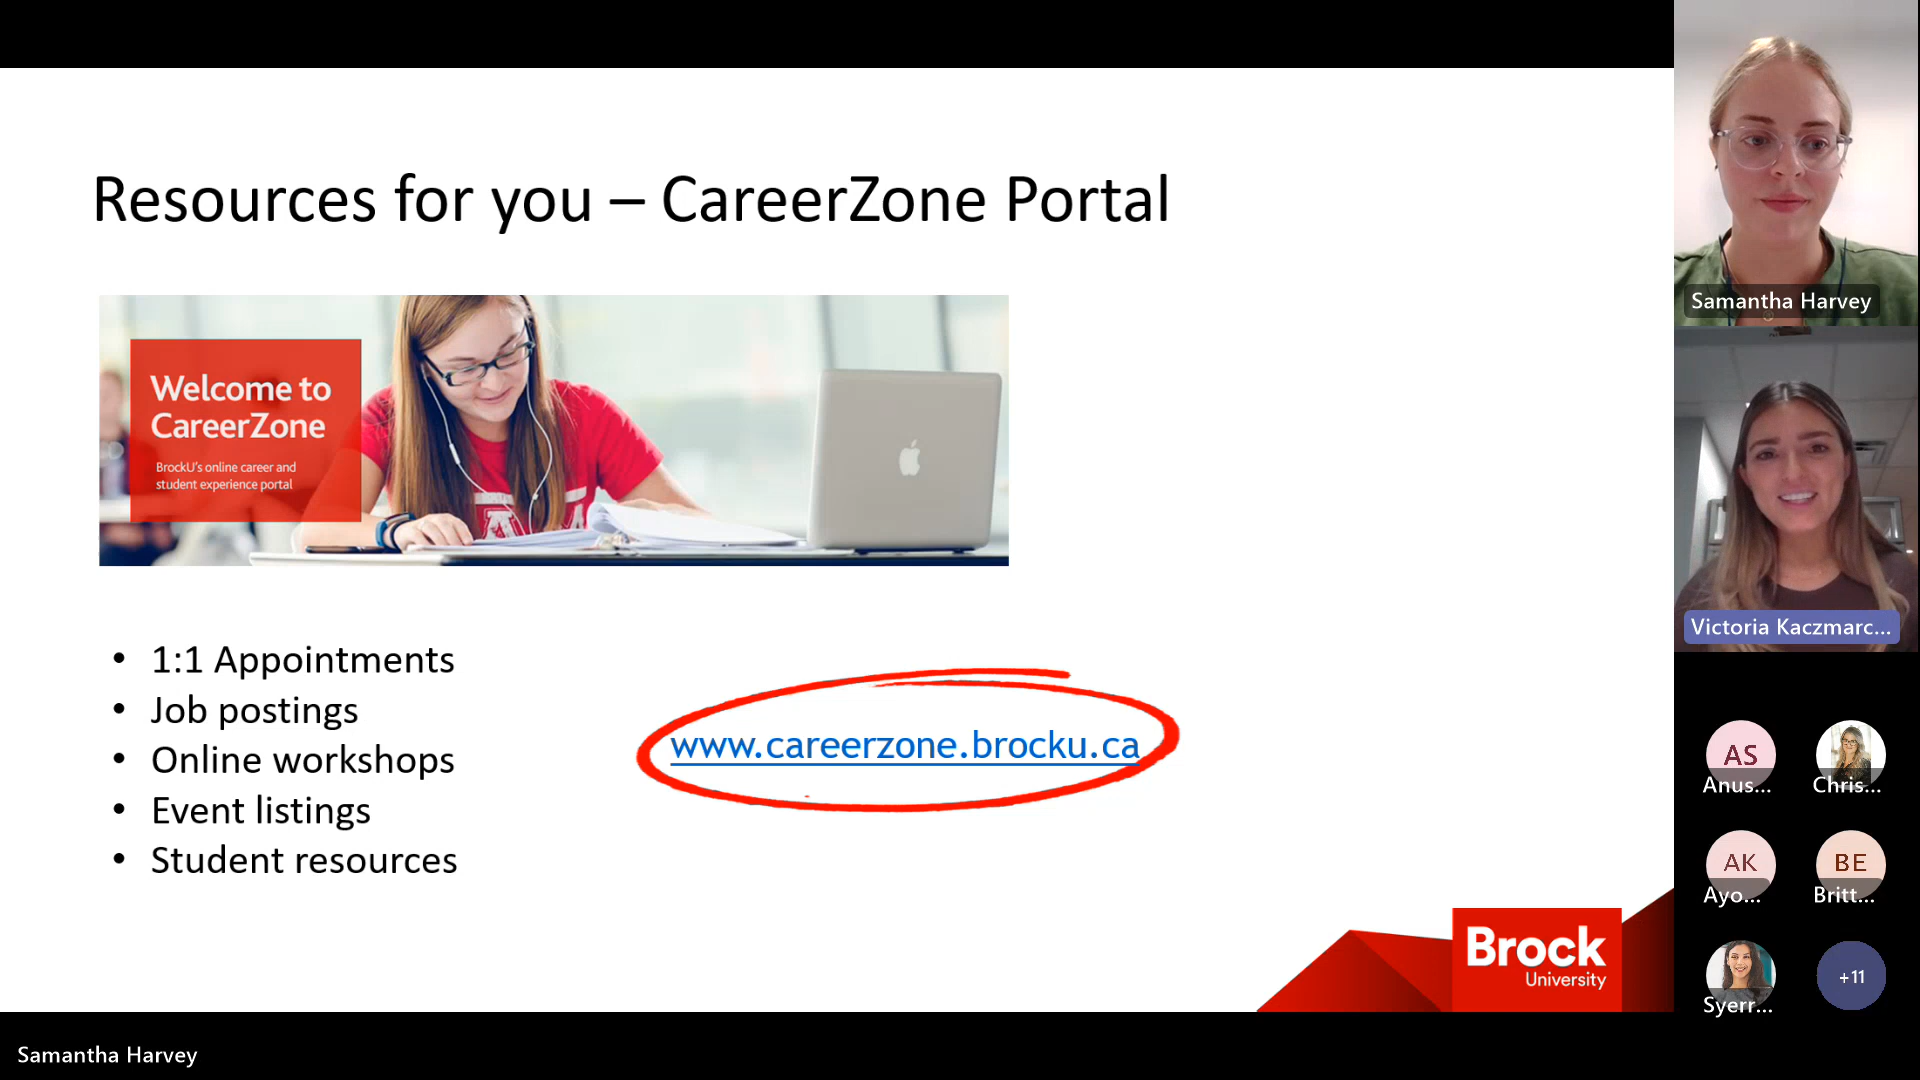 Resources for you – CareerZone Portal
Welcome to
CareerZone
BrockU's online career and
student experience portal
• 1:1 Appointments
• Job postings
• Online workshops
• Event listings
• Student resources
www.careerzone.brocku.ca
Brock
University
Samantha Harvey
Samantha Harvey
Victoria Kaczmarc...
AS
Anus...
Chris...
AK
Ayo...
BE
Britt...
Syerr...
+11